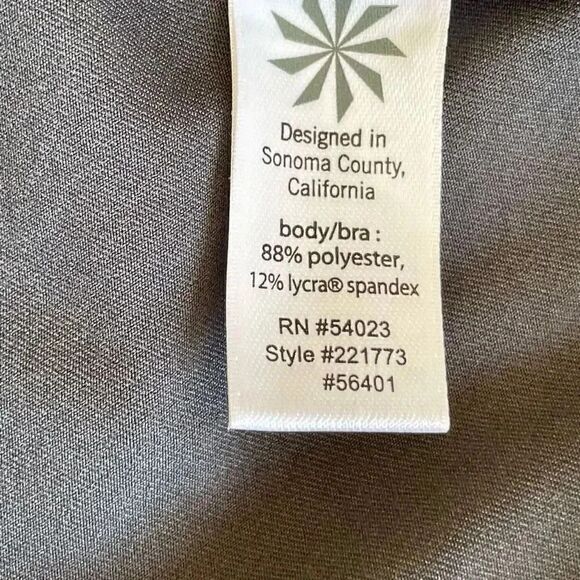 Designed in
Sonoma County,
California
body/bra :
88% polyester,
12% lycra® spandex
RN #54023
Style #221773
#56401